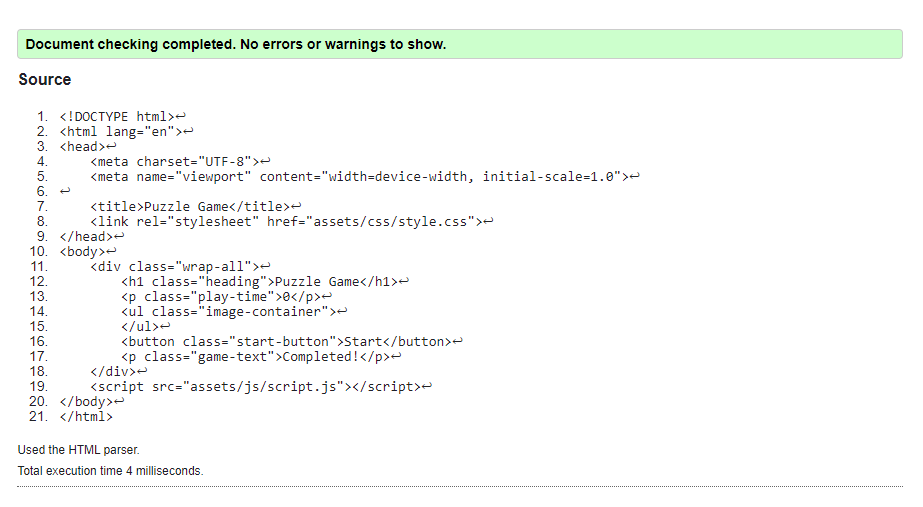 Document checking completed. No errors or warnings to show.
Source
1. <!DOCTYPE html>↩
2. <html lang="en">↩
3. <head>↩
4.     <meta charset="UTF-8">↩
5.     <meta name="viewport" content="width=device-width, initial-scale=1.0">↩
6. ↩
7.     <title>Puzzle Game</title>↩
8.     <link rel="stylesheet" href="assets/css/style.css">↩
9. </head>↩
10. <body>↩
11.     <div class="wrap-all">↩
12.         <h1 class="heading">Puzzle Game</h1>↩
13.         <p class="play-time">0</p>↩
14.         <ul class="image-container">↩
15.         </ul>↩
16.         <button class="start-button">Start</button>↩
17.         <p class="game-text">Completed!</p>↩
18.     </div>↩
19.     <script src="assets/js/script.js"></script>↩
20. </body>↩
21. </html>
Used the HTML parser.
Total execution time 4 milliseconds.